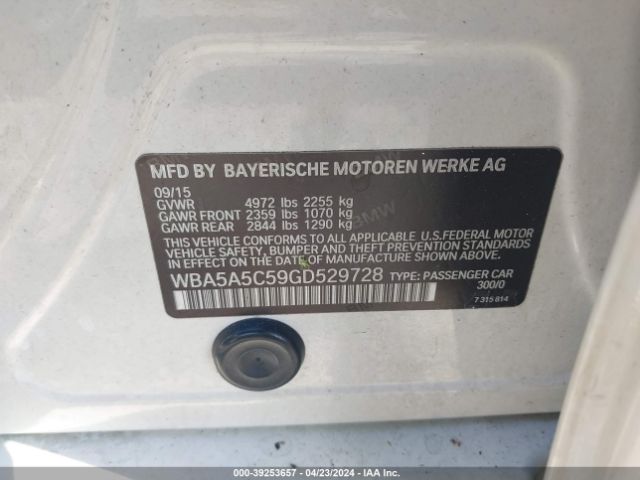 MFD BY BAYERISCHE MOTOREN WERKE AG
09/15
GVWR 4972 lbs 2255 kg
GAWR FRONT 2359 lbs 1070 kg
GAWR REAR 2844 lbs 1290 kg
THIS VEHICLE CONFORMS TO ALL APPLICABLE U.S.FEDERAL MOTOR
VEHICLE SAFETY, BUMPER, AND THEFT PREVENTION STANDARDS
IN EFFECT ON THE DATE OF MANUFACTURE SHOWN ABOVE.
WBA5A5C59GD529728 TYPE: PASSENGER CAR
300/0
7 315 814
000-39253657 - 04/23/2024 - IAA Inc.